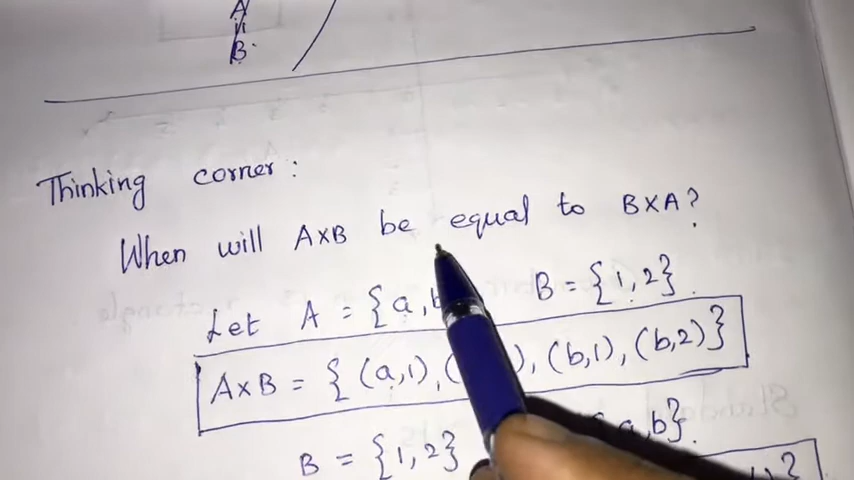 A
=
B
Thinking corner:
When will A×B be equal to B×A?
Let A = {a, B = {1,2}
A×B = { (a,1), ( ), (b,1), (b,2)}
B = {1,2} a,b}